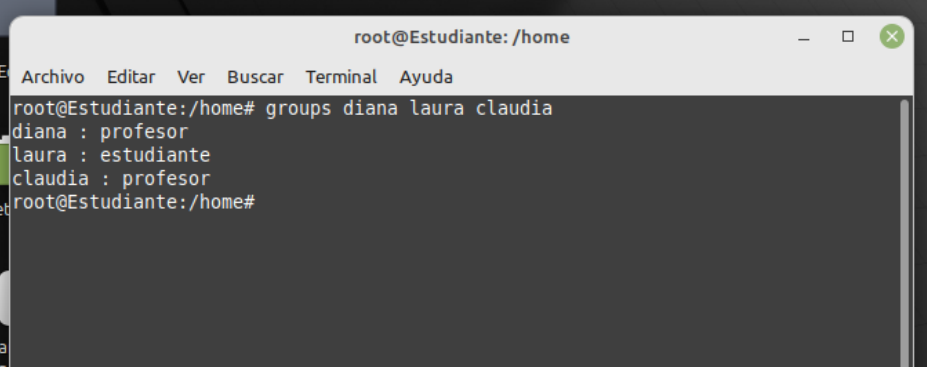 root@Estudiante: /home
Archivo Editar Ver Buscar Terminal Ayuda
root@Estudiante:/home# groups diana laura claudia
diana : profesor
laura : estudiante
claudia : profesor
root@Estudiante:/home#